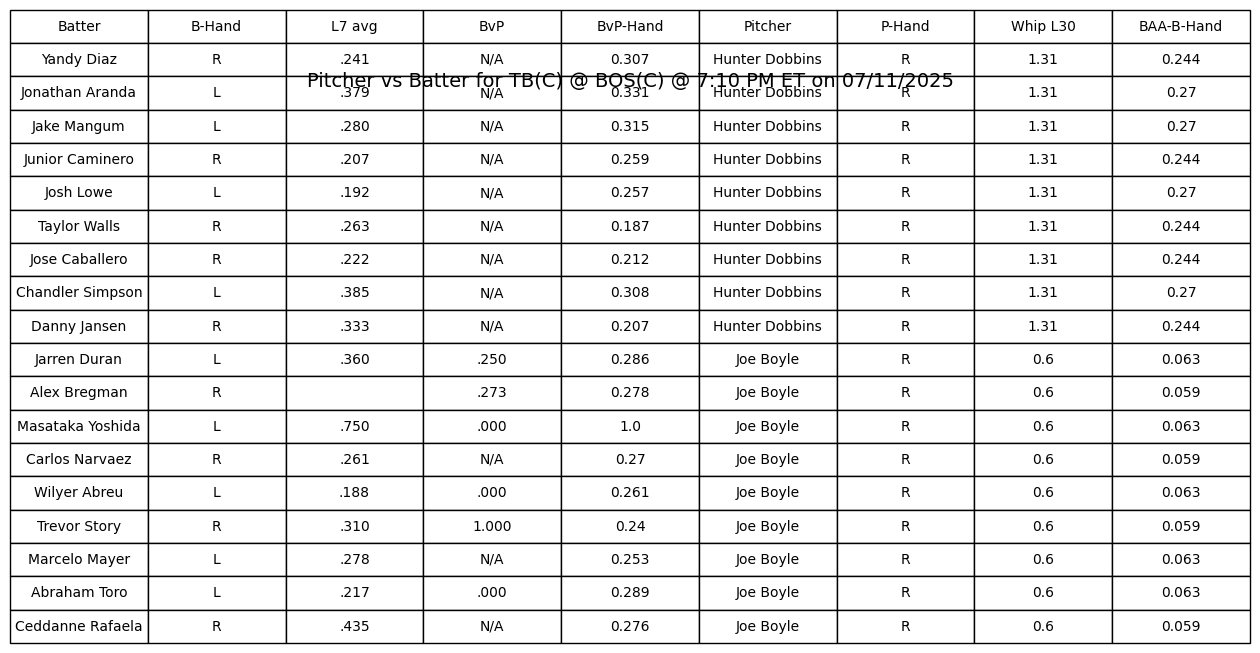 Batter B-Hand L7 avg BvP BvP-Hand Pitcher P-Hand Whip L30 BAA-B-Hand
Yandy Diaz R .241 N/A 0.307 Hunter Dobbins R 1.31 0.244
Pitcher vs Batter for TB(C) @ BOS(C) @ 7:10 PM ET on 07/11/2025
Jonathan Aranda L .379 N/A 0.331 Hunter Dobbins R 1.31 0.27
Jake Mangum L .280 N/A 0.315 Hunter Dobbins R 1.31 0.27
Junior Caminero R .207 N/A 0.259 Hunter Dobbins R 1.31 0.244
Josh Lowe L .192 N/A 0.257 Hunter Dobbins R 1.31 0.27
Taylor Walls R .263 N/A 0.187 Hunter Dobbins R 1.31 0.244
Jose Caballero R .222 N/A 0.212 Hunter Dobbins R 1.31 0.244
Chandler Simpson L .385 N/A 0.308 Hunter Dobbins R 1.31 0.27
Danny Jansen R .333 N/A 0.207 Hunter Dobbins R 1.31 0.244
Jarren Duran L .360 .250 0.286 Joe Boyle R 0.6 0.063
Alex Bregman R .273 0.278 Joe Boyle R 0.6 0.059
Masataka Yoshida L .750 .000 1.0 Joe Boyle R 0.6 0.063
Carlos Narvaez R .261 N/A 0.27 Joe Boyle R 0.6 0.059
Wilyer Abreu L .188 .000 0.261 Joe Boyle R 0.6 0.063
Trevor Story R .310 1.000 0.24 Joe Boyle R 0.6 0.059
Marcelo Mayer L .278 N/A 0.253 Joe Boyle R 0.6 0.063
Abraham Toro L .217 .000 0.289 Joe Boyle R 0.6 0.063
Ceddanne Rafaela R .435 N/A 0.276 Joe Boyle R 0.6 0.059